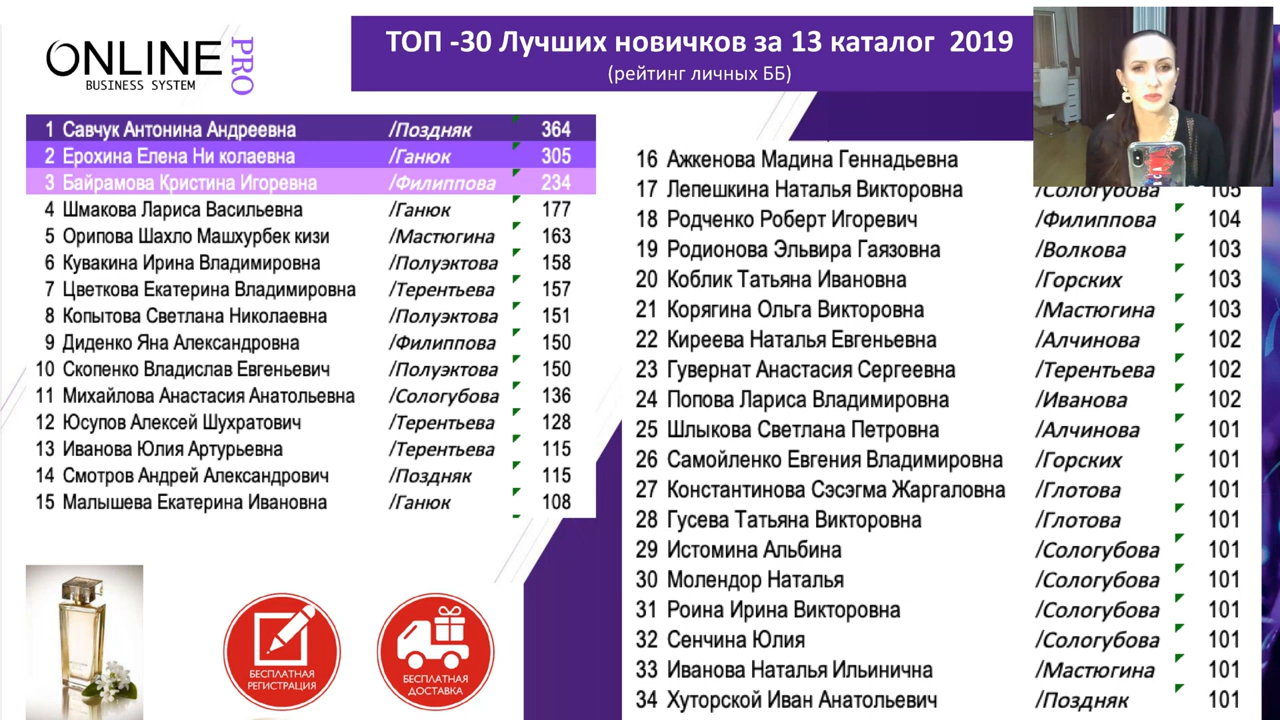 ONLINE
PRO
BUSINESS SYSTEM
ТОП -30 Лучших новичков за 13 каталог 2019
(рейтинг личных ББ)
1 Савчук Антонина Андреевна /Поздняк 364
2 Ерохина Елена Ни колаевна /Ганюк 305
3 Байрамова Кристина Игоревна /Филиппова 234
4 Шмакова Лариса Васильевна /Ганюк 177
5 Орипова Шахло Машхурбек кизи /Мастюгина 163
6 Кувакина Ирина Владимировна /Полуэктова 158
7 Цветкова Екатерина Владимировна /Терентьева 157
8 Копытова Светлана Николаевна /Полуэктова 151
9 Диденко Яна Александровна /Филиппова 150
10 Скопенко Владислав Евгеньевич /Полуэктова 150
11 Михайлова Анастасия Анатольевна /Сологубова 136
12 Юсупов Алексей Шухратович /Терентьева 128
13 Иванова Юлия Артурьевна /Терентьева 115
14 Смотров Андрей Александрович /Поздняк 115
15 Малышева Екатерина Ивановна /Ганюк 108
16 Ажкенова Мадина Геннадьевна
17 Лепешкина Наталья Викторовна /Сологубова 105
18 Родченко Роберт Игоревич /Филиппова 104
19 Родионова Эльвира Гаязовна /Волкова 103
20 Коблик Татьяна Ивановна /Горских 103
21 Корягина Ольга Викторовна /Мастюгина 103
22 Киреева Наталья Евгеньевна /Алчинова 102
23 Гувернат Анастасия Сергеевна /Терентьева 102
24 Попова Лариса Владимировна /Иванова 102
25 Шлыкова Светлана Петровна /Алчинова 101
26 Самойленко Евгения Владимировна /Горских 101
27 Константинова Сэсэгма Жаргаловна /Глотова 101
28 Гусева Татьяна Викторовна /Глотова 101
29 Истомина Альбина /Сологубова 101
30 Молендор Наталья /Сологубова 101
31 Роина Ирина Викторовна /Сологубова 101
32 Сенчина Юлия /Сологубова 101
33 Иванова Наталья Ильинична /Мастюгина 101
34 Хуторской Иван Анатольевич /Поздняк 101
БЕСПЛАТНАЯ
РЕГИСТРАЦИЯ
БЕСПЛАТНАЯ
ДОСТАВКА